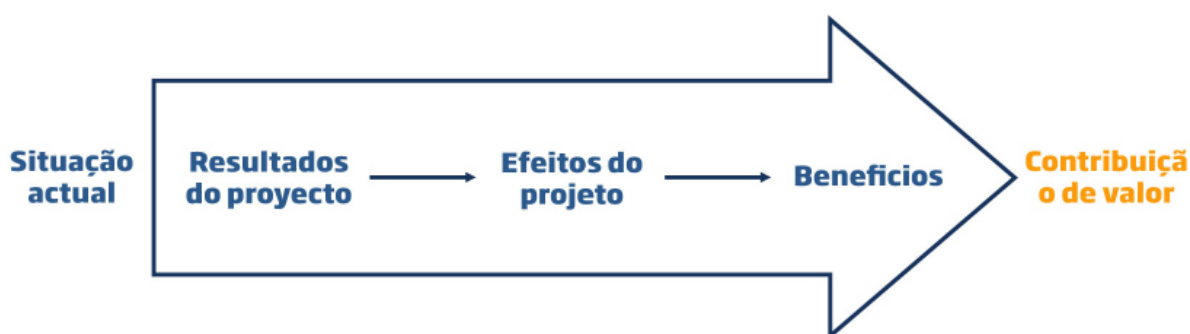 Situação
actual
Resultados
do proyecto
Efeitos do
projeto
Beneficios
Contribuiçã
o de valor